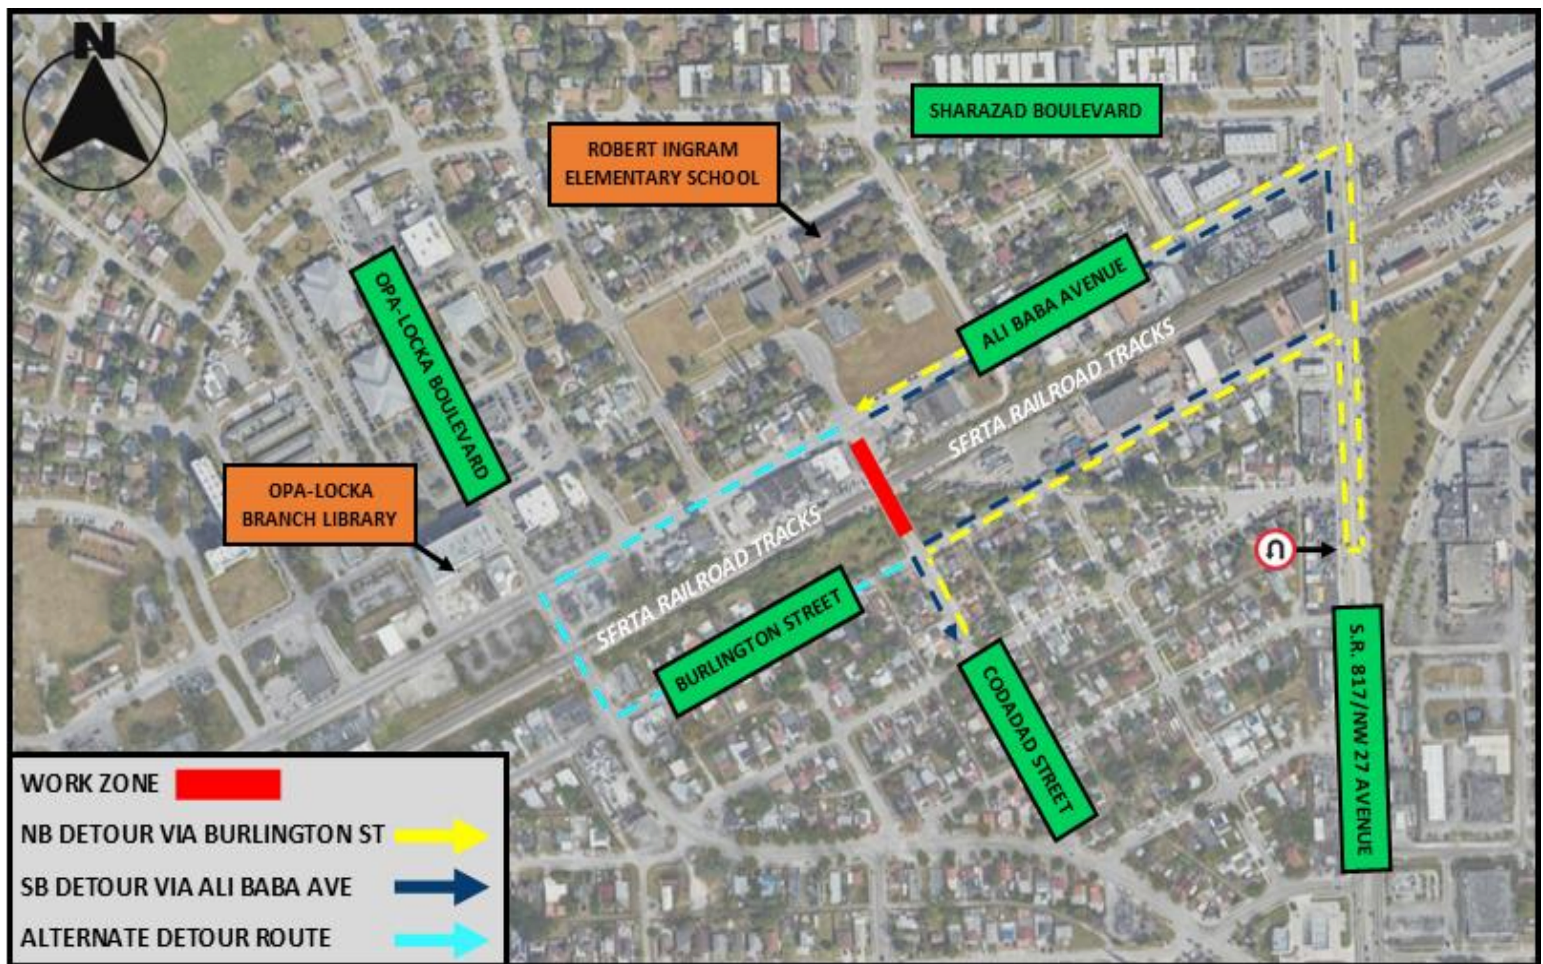 N
SHARAZAD BOULEVARD
ROBERT INGRAM
ELEMENTARY SCHOOL
OPA-LOCKA BOULEVARD
ALI BABA AVENUE
SFRTA RAILROAD TRACKS
OPA-LOCKA
BRANCH LIBRARY
SFRTA RAILROAD TRACKS
BURLINGTON STREET
CODADAD STREET
S.R. 817/NW 27 AVENUE
WORK ZONE
NB DETOUR VIA BURLINGTON ST
SB DETOUR VIA ALI BABA AVE
ALTERNATE DETOUR ROUTE